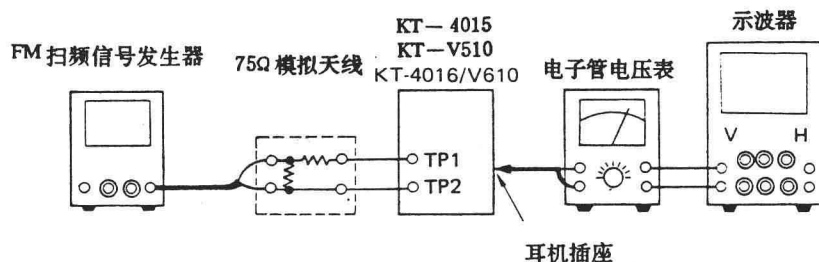 FM 扫频信号发生器
75Ω 模拟天线
KT-4015
KT-V510
KT-4016/V610
TP1
TP2
耳机插座
电子管电压表
示波器
V H